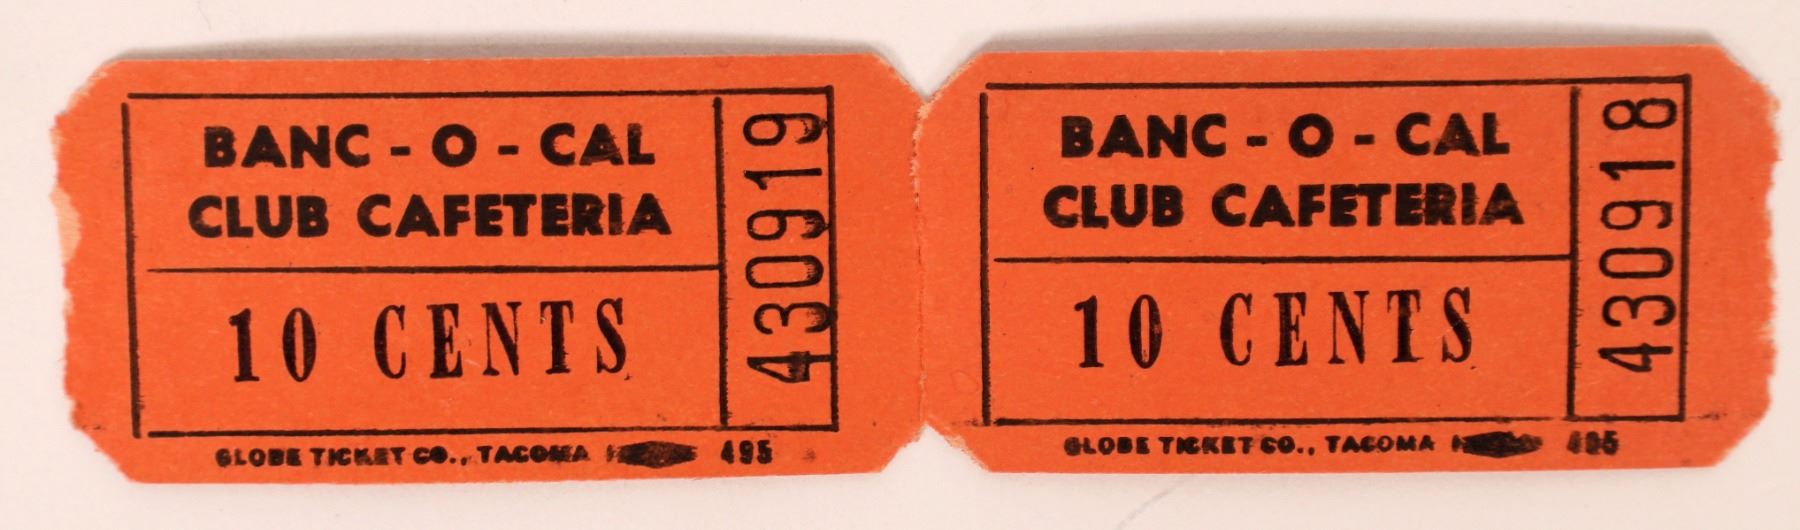 BANC - O - CAL
CLUB CAFETERIA
10 CENTS
430919
GLOBE TICKET CO., TACOMA 495
BANC - O - CAL
CLUB CAFETERIA
10 CENTS
430918
GLOBE TICKET CO., TACOMA 495